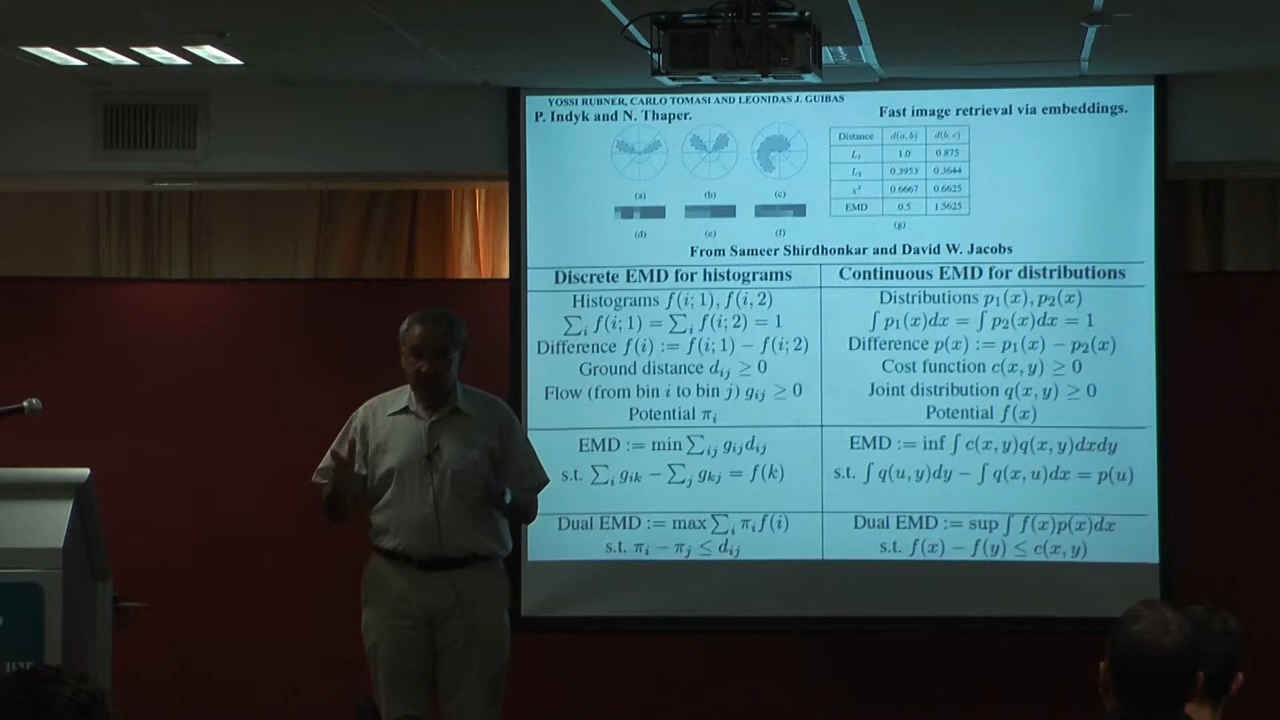 YOSSI RUBNER, CARLO TOMASI AND LEONIDAS J. GUIBAS
P. Indyk and N. Thaper.
Fast image retrieval via embeddings.
Distance d(a, b) d(b, c)
L₁ 1.0 0.875
L₂ 0.3953 0.3644
χ² 0.6667 0.6625
EMD 0.5 1.5625
(a) (b) (c)
(d) (e) (f)
(g)
From Sameer Shirdhonkar and David W. Jacobs
Discrete EMD for histograms
Histograms f(i; 1), f(i, 2)
∑ᵢ f(i; 1) = ∑ᵢ f(i; 2) = 1
Difference f(i) := f(i; 1) − f(i; 2)
Ground distance dᵢⱼ ≥ 0
Flow (from bin i to bin j) gᵢⱼ ≥ 0
Potential πᵢ
EMD := min ∑ᵢⱼ gᵢⱼdᵢⱼ
s.t. ∑ᵢ gᵢₖ − ∑ⱼ gₖⱼ = f(k)
Dual EMD := max ∑ᵢ πᵢf(i)
s.t. πᵢ − πⱼ ≤ dᵢⱼ
Continuous EMD for distributions
Distributions p₁(x), p₂(x)
∫ p₁(x)dx = ∫ p₂(x)dx = 1
Difference p(x) := p₁(x) − p₂(x)
Cost function c(x, y) ≥ 0
Joint distribution q(x, y) ≥ 0
Potential f(x)
EMD := inf ∫ c(x, y)q(x, y)dxdy
s.t. ∫ q(u, y)dy − ∫ q(x, u)dx = p(u)
Dual EMD := sup ∫ f(x)p(x)dx
s.t. f(x) − f(y) ≤ c(x, y)